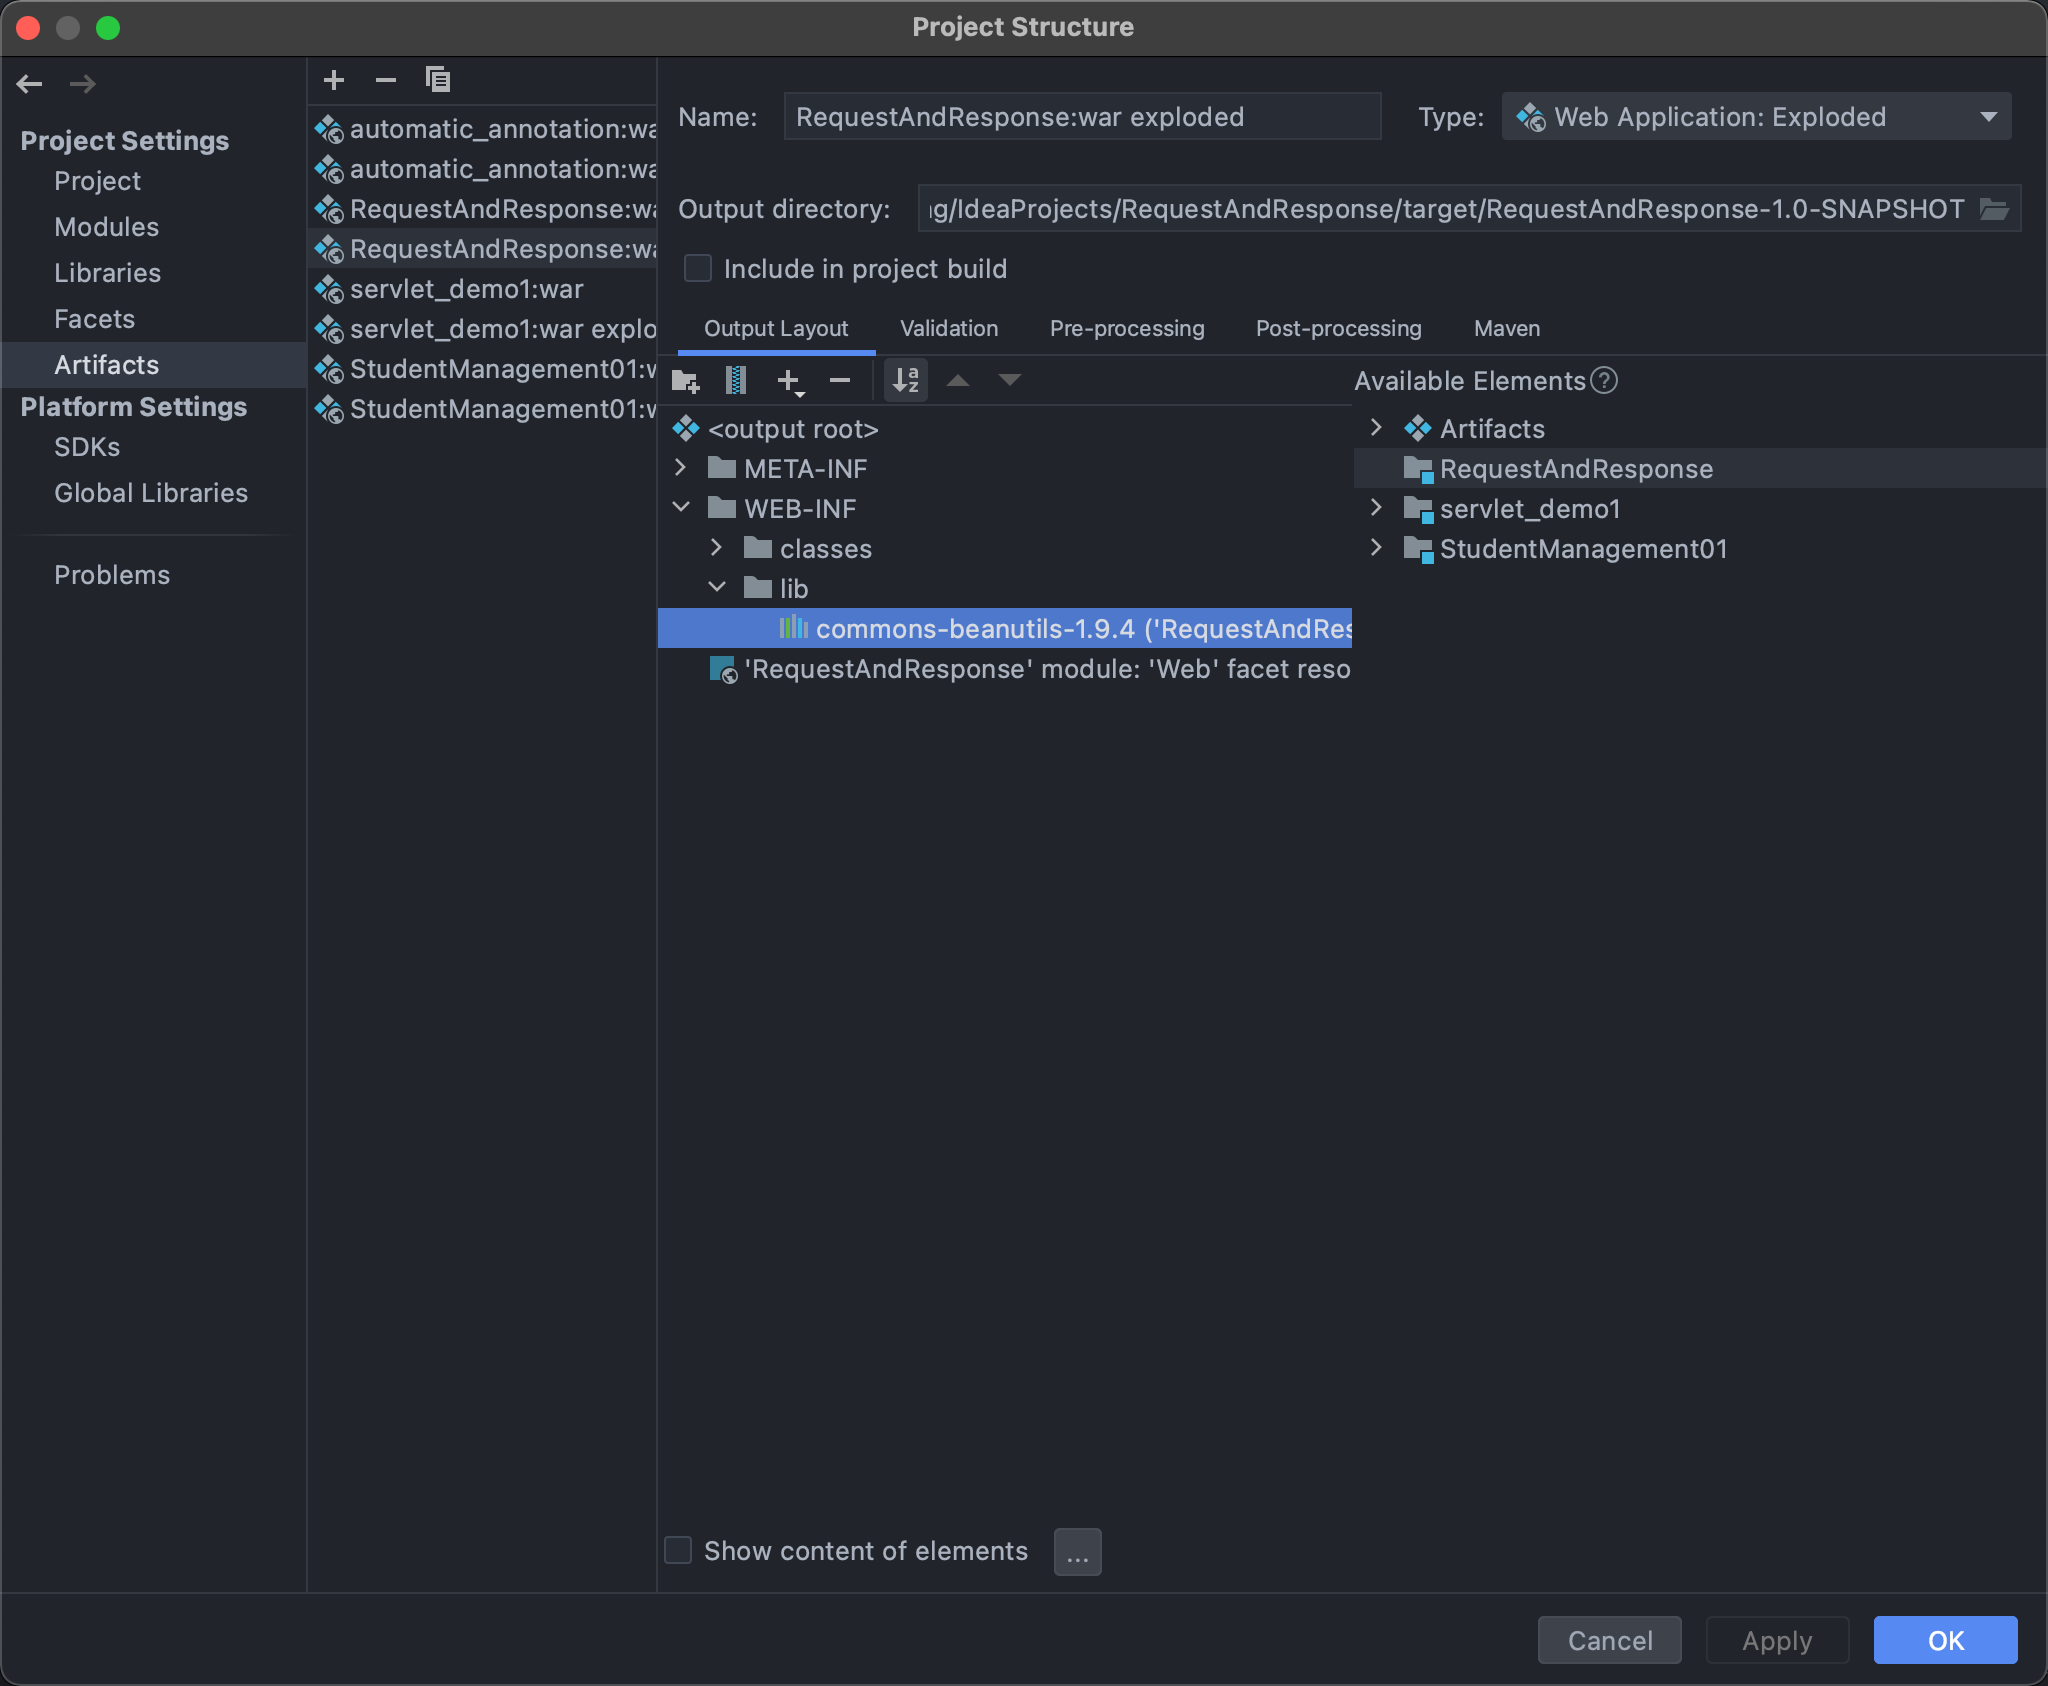 Project Structure
Project Settings
Project
Modules
Libraries
Facets
Artifacts
Platform Settings
SDKs
Global Libraries
Problems
automatic_annotation:wa
automatic_annotation:wa
RequestAndResponse:wa
RequestAndResponse:wa
servlet_demo1:war
servlet_demo1:war explo
StudentManagement01:w
StudentManagement01:w
Name: RequestAndResponse:war exploded Type: Web Application: Exploded
Output directory: g/IdeaProjects/RequestAndResponse/target/RequestAndResponse-1.0-SNAPSHOT
Include in project build
Output Layout Validation Pre-processing Post-processing Maven
<output root>
META-INF
WEB-INF
classes
lib
commons-beanutils-1.9.4 ('RequestAndRes
'RequestAndResponse' module: 'Web' facet reso
Available Elements?
Artifacts
RequestAndResponse
servlet_demo1
StudentManagement01
Show content of elements ...
Cancel Apply OK